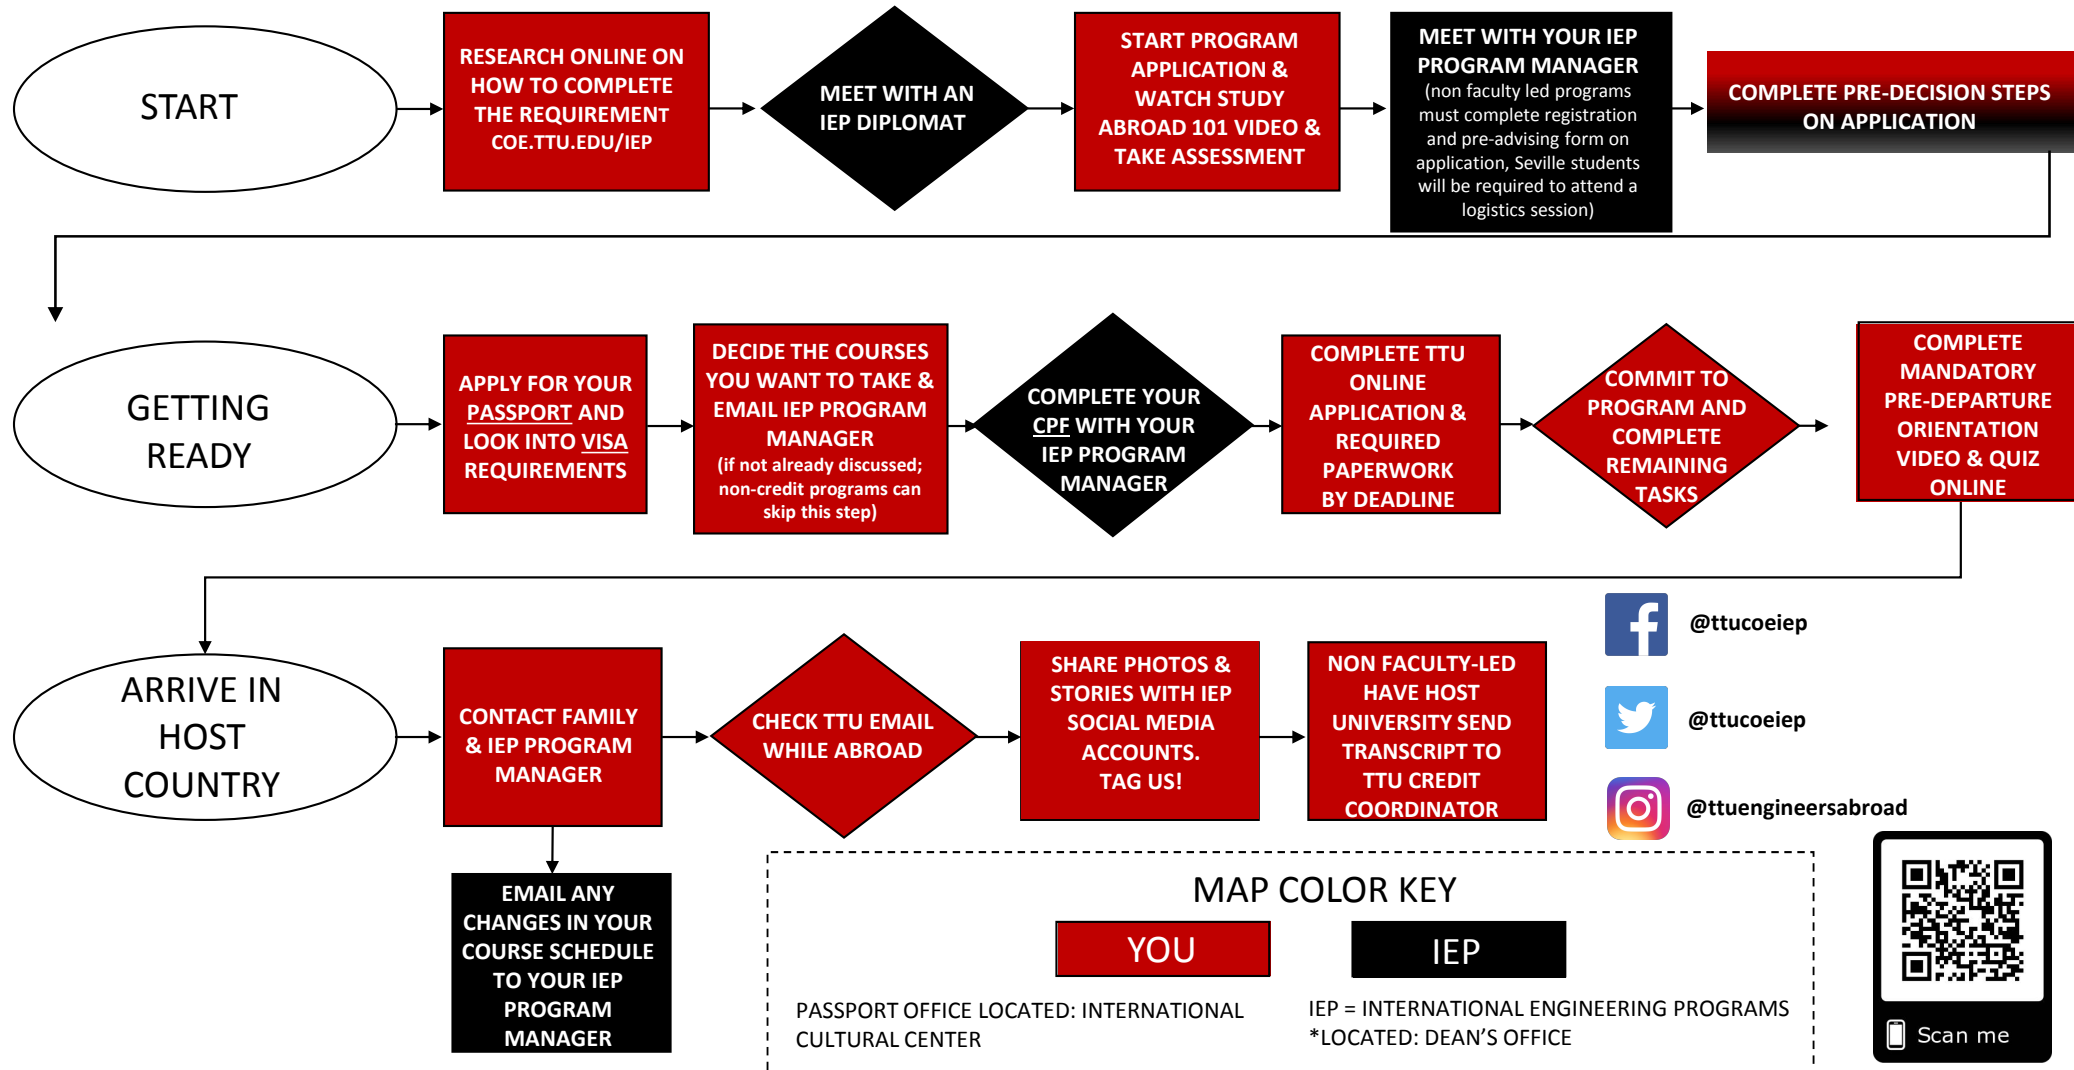 START
RESEARCH ONLINE ON
HOW TO COMPLETE
THE REQUIREMENT
COE.TTU.EDU/IEP
MEET WITH AN
IEP DIPLOMAT
START PROGRAM
APPLICATION &
WATCH STUDY
ABROAD 101 VIDEO &
TAKE ASSESSMENT
MEET WITH YOUR IEP
PROGRAM MANAGER
(non faculty led programs
must complete registration
and pre-advising form on
application, Seville students
will be required to attend a
logistics session)
COMPLETE PRE-DECISION STEPS
ON APPLICATION
GETTING
READY
APPLY FOR YOUR
PASSPORT AND
LOOK INTO VISA
REQUIREMENTS
DECIDE THE COURSES
YOU WANT TO TAKE &
EMAIL IEP PROGRAM
MANAGER
(if not already discussed;
non-credit programs can
skip this step)
COMPLETE YOUR
CPF WITH YOUR
IEP PROGRAM
MANAGER
COMPLETE TTU
ONLINE
APPLICATION &
REQUIRED
PAPERWORK
BY DEADLINE
COMMIT TO
PROGRAM AND
COMPLETE
REMAINING
TASKS
COMPLETE
MANDATORY
PRE-DEPARTURE
ORIENTATION
VIDEO & QUIZ
ONLINE
ARRIVE IN
HOST
COUNTRY
CONTACT FAMILY
& IEP PROGRAM
MANAGER
CHECK TTU EMAIL
WHILE ABROAD
SHARE PHOTOS &
STORIES WITH IEP
SOCIAL MEDIA
ACCOUNTS.
TAG US!
NON FACULTY-LED
HAVE HOST
UNIVERSITY SEND
TRANSCRIPT TO
TTU CREDIT
COORDINATOR
@ttucoeiep
@ttucoeiep
@ttuengineersabroad
EMAIL ANY
CHANGES IN YOUR
COURSE SCHEDULE
TO YOUR IEP
PROGRAM
MANAGER
MAP COLOR KEY
YOU
IEP
PASSPORT OFFICE LOCATED: INTERNATIONAL
CULTURAL CENTER
IEP = INTERNATIONAL ENGINEERING PROGRAMS
*LOCATED: DEAN'S OFFICE
Scan me